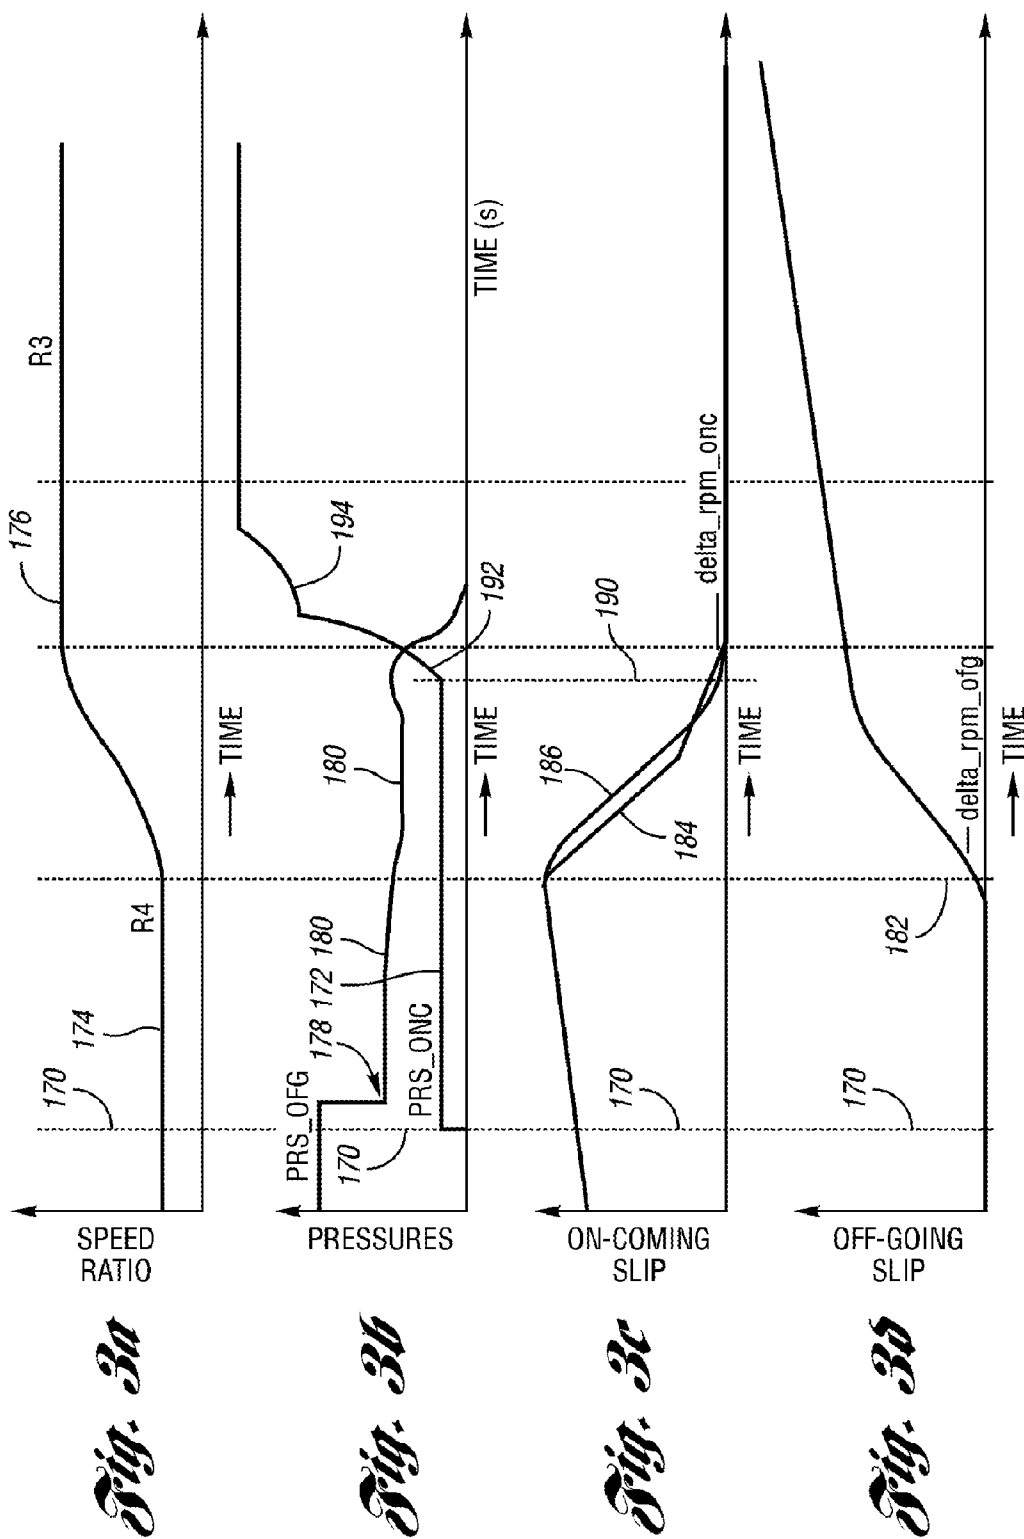 Fig. 3a
SPEED
RATIO
170
174
R4
176
R3
TIME
Fig. 3b
PRESSURES
PRS_OFG
170
178
PRS_ONC
172
180
180
192
194
TIME
TIME (s)
Fig. 3c
ON-COMING
SLIP
170
184
186
190
delta_rpm_onc
TIME
Fig. 3d
OFF-GOING
SLIP
170
182
delta_rpm_ofg
TIME